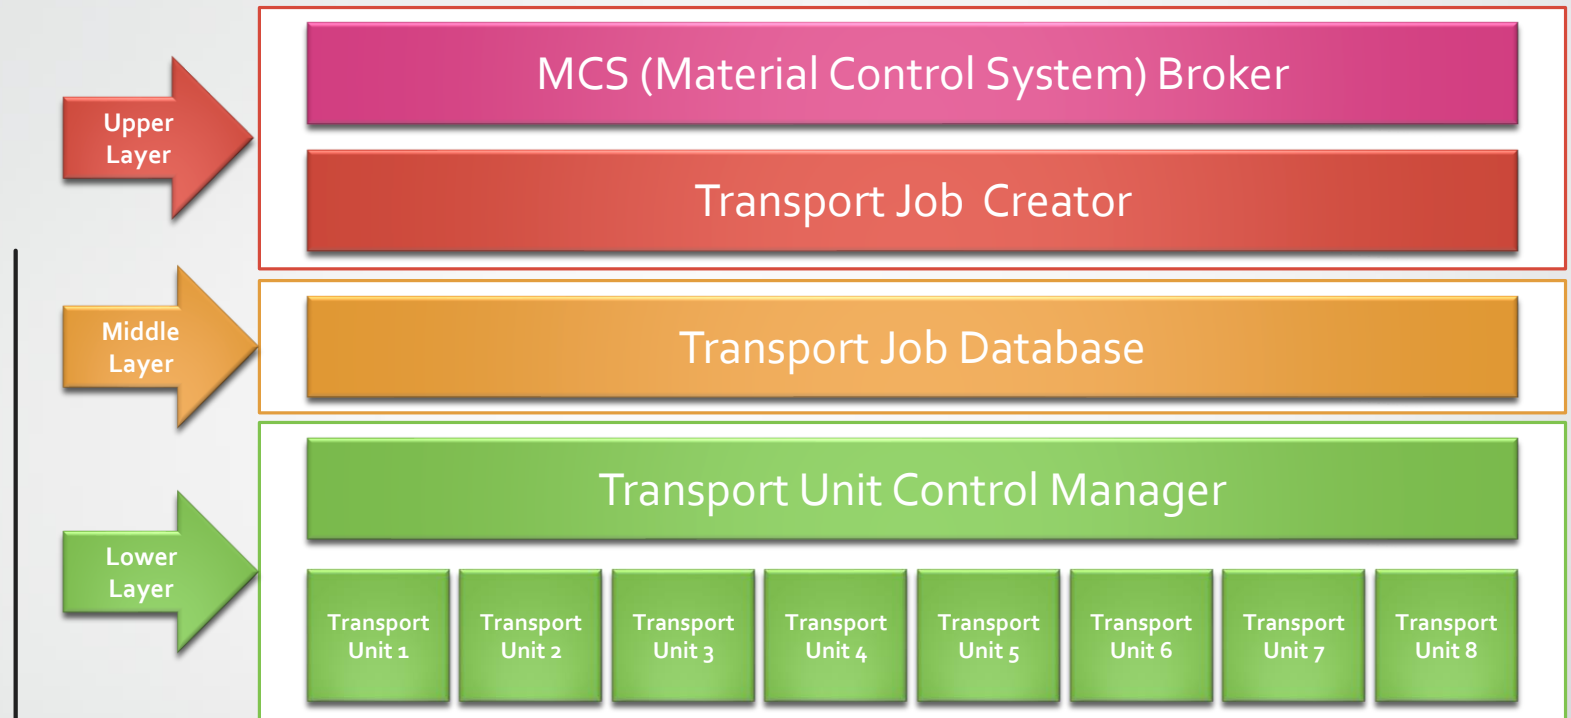 MCS (Material Control System) Broker
Upper
Layer
Transport Job  Creator
Middle
Layer
Transport Job Database
Transport Unit Control Manager
Lower
Layer
Transport
Unit 1
Transport
Unit 2
Transport
Unit 3
Transport
Unit 4
Transport
Unit 5
Transport
Unit 6
Transport
Unit 7
Transport
Unit 8